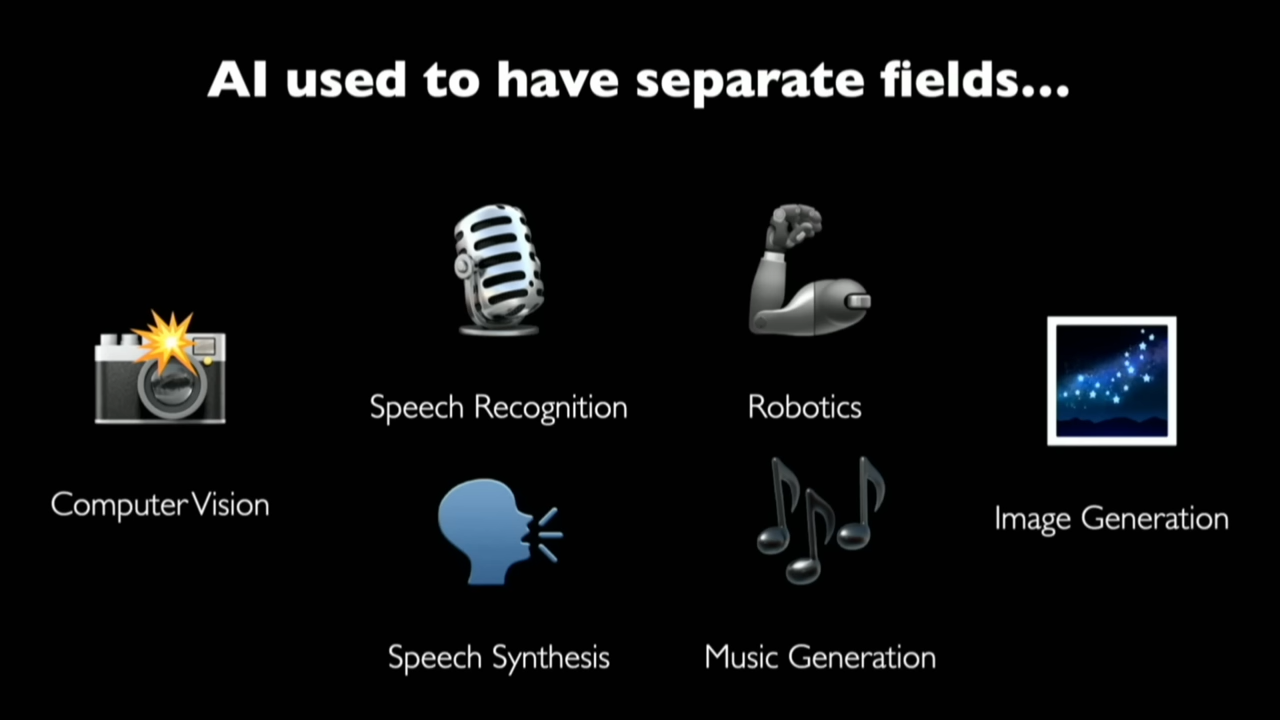 AI used to have separate fields...
Speech Recognition
Robotics
Computer Vision
Image Generation
Speech Synthesis
Music Generation